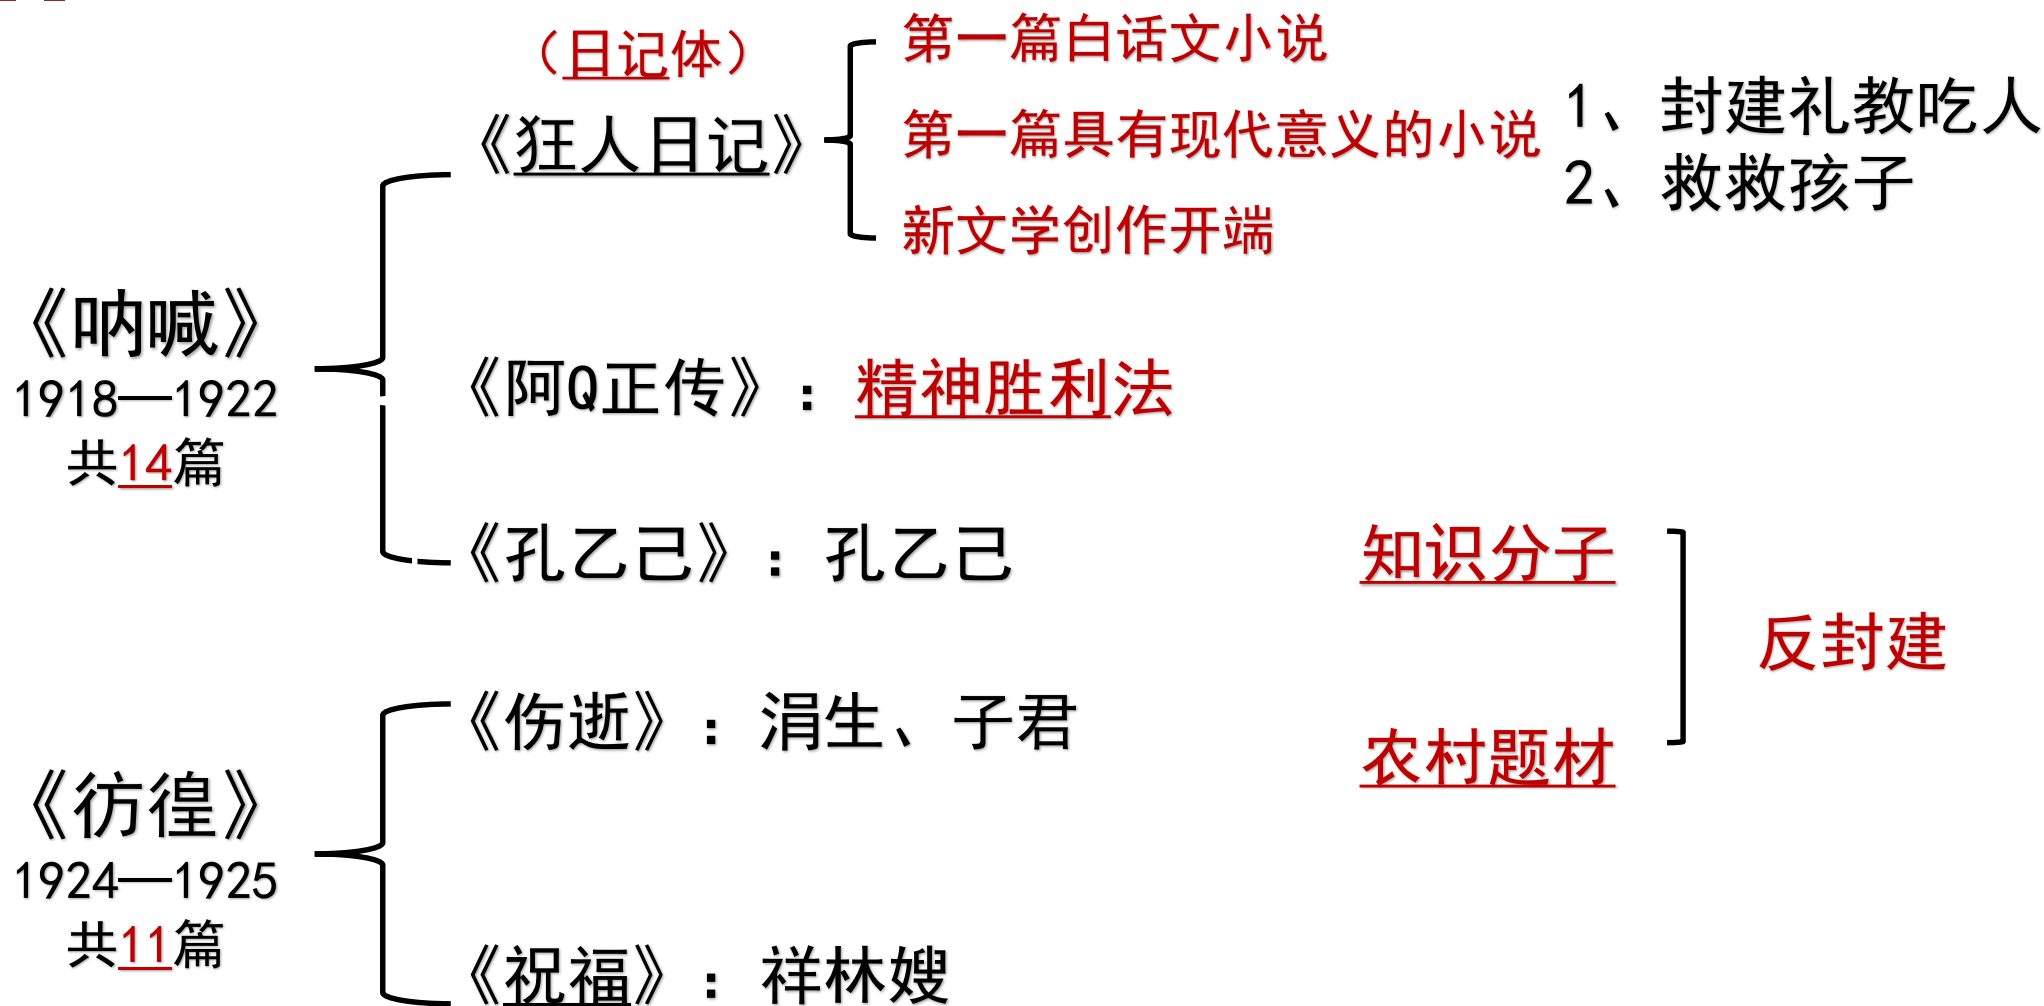 （日记体）
《狂人日记》
第一篇白话文小说
第一篇具有现代意义的小说
新文学创作开端
1、封建礼教吃人
2、救救孩子
《呐喊》
1918—1922
共14篇
《阿Q正传》：精神胜利法
《孔乙己》：孔乙己
知识分子
反封建
农村题材
《彷徨》
1924—1925
共11篇
《伤逝》：涓生、子君
《祝福》：祥林嫂